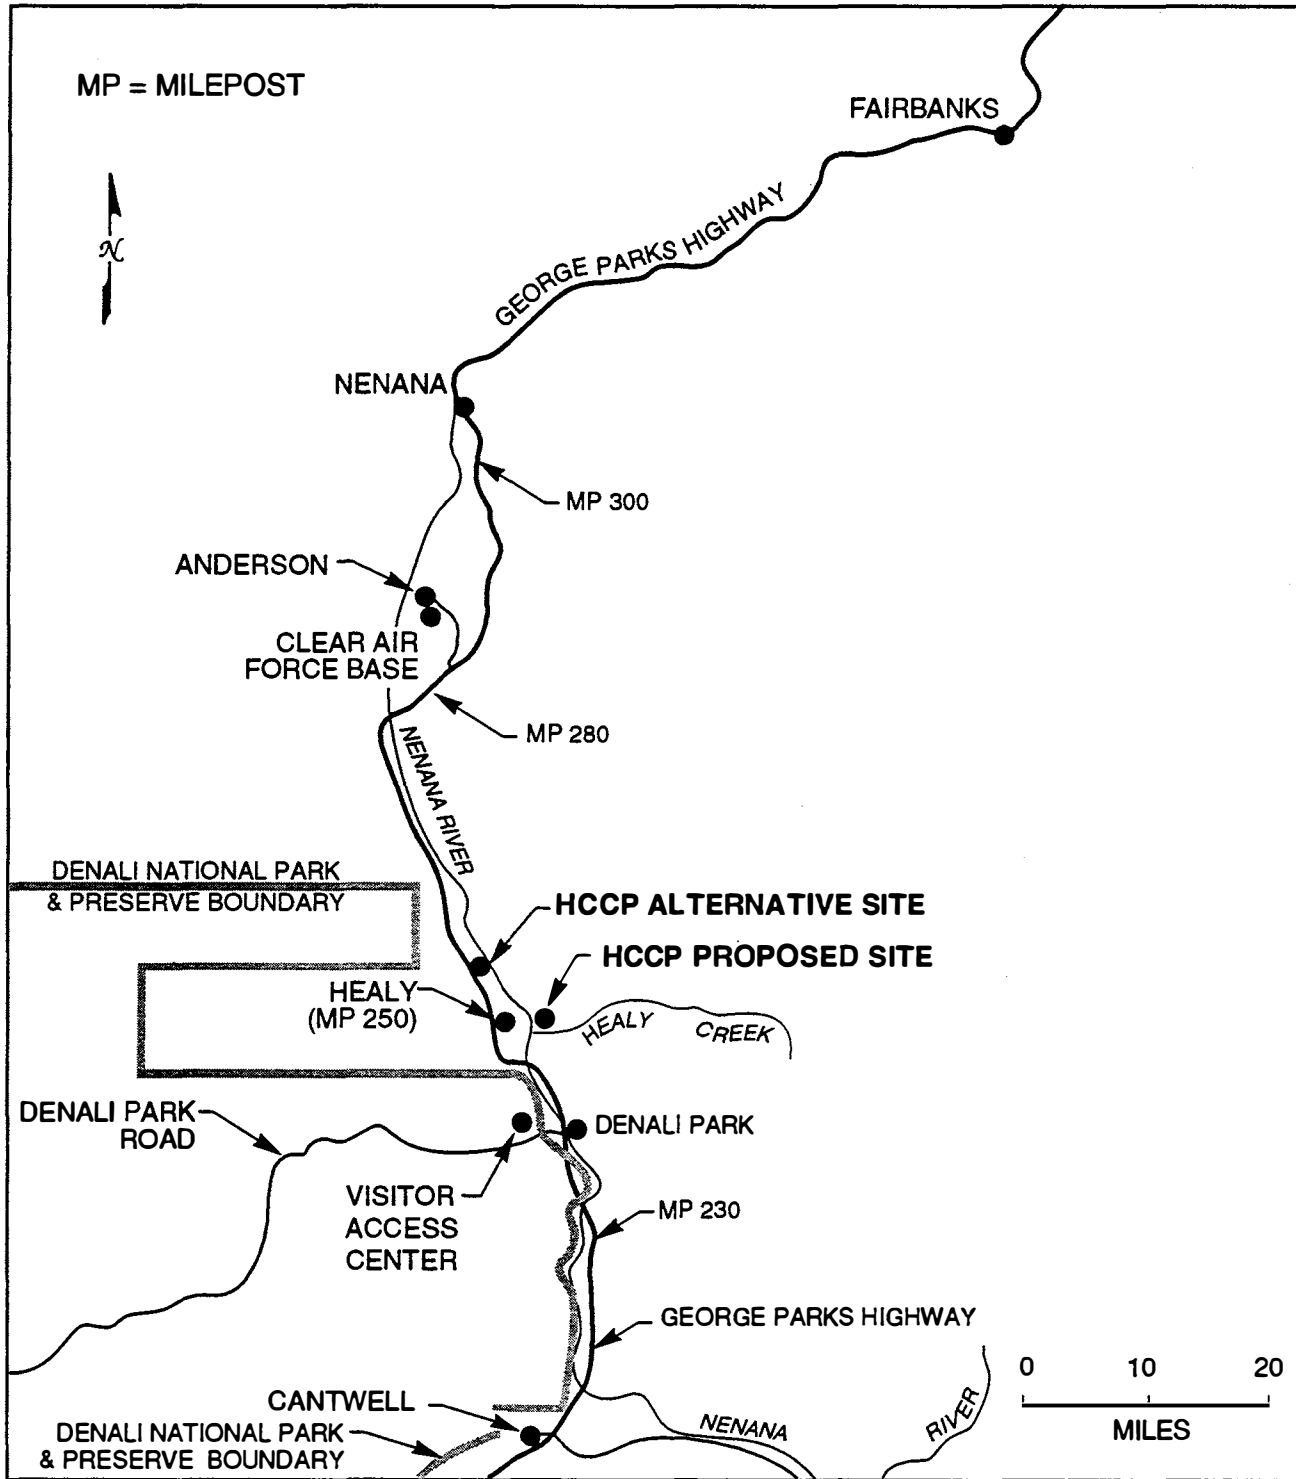 MP = MILEPOST
FAIRBANKS
N
GEORGE PARKS HIGHWAY
NENANA
MP 300
ANDERSON
CLEAR AIR
FORCE BASE
MP 280
NENANA RIVER
DENALI NATIONAL PARK
& PRESERVE BOUNDARY
HCCP ALTERNATIVE SITE
HCCP PROPOSED SITE
HEALY
(MP 250)
HEALY CREEK
DENALI PARK
ROAD
DENALI PARK
VISITOR
ACCESS
CENTER
MP 230
GEORGE PARKS HIGHWAY
0 10 20
MILES
CANTWELL
NENANA RIVER
DENALI NATIONAL PARK
& PRESERVE BOUNDARY